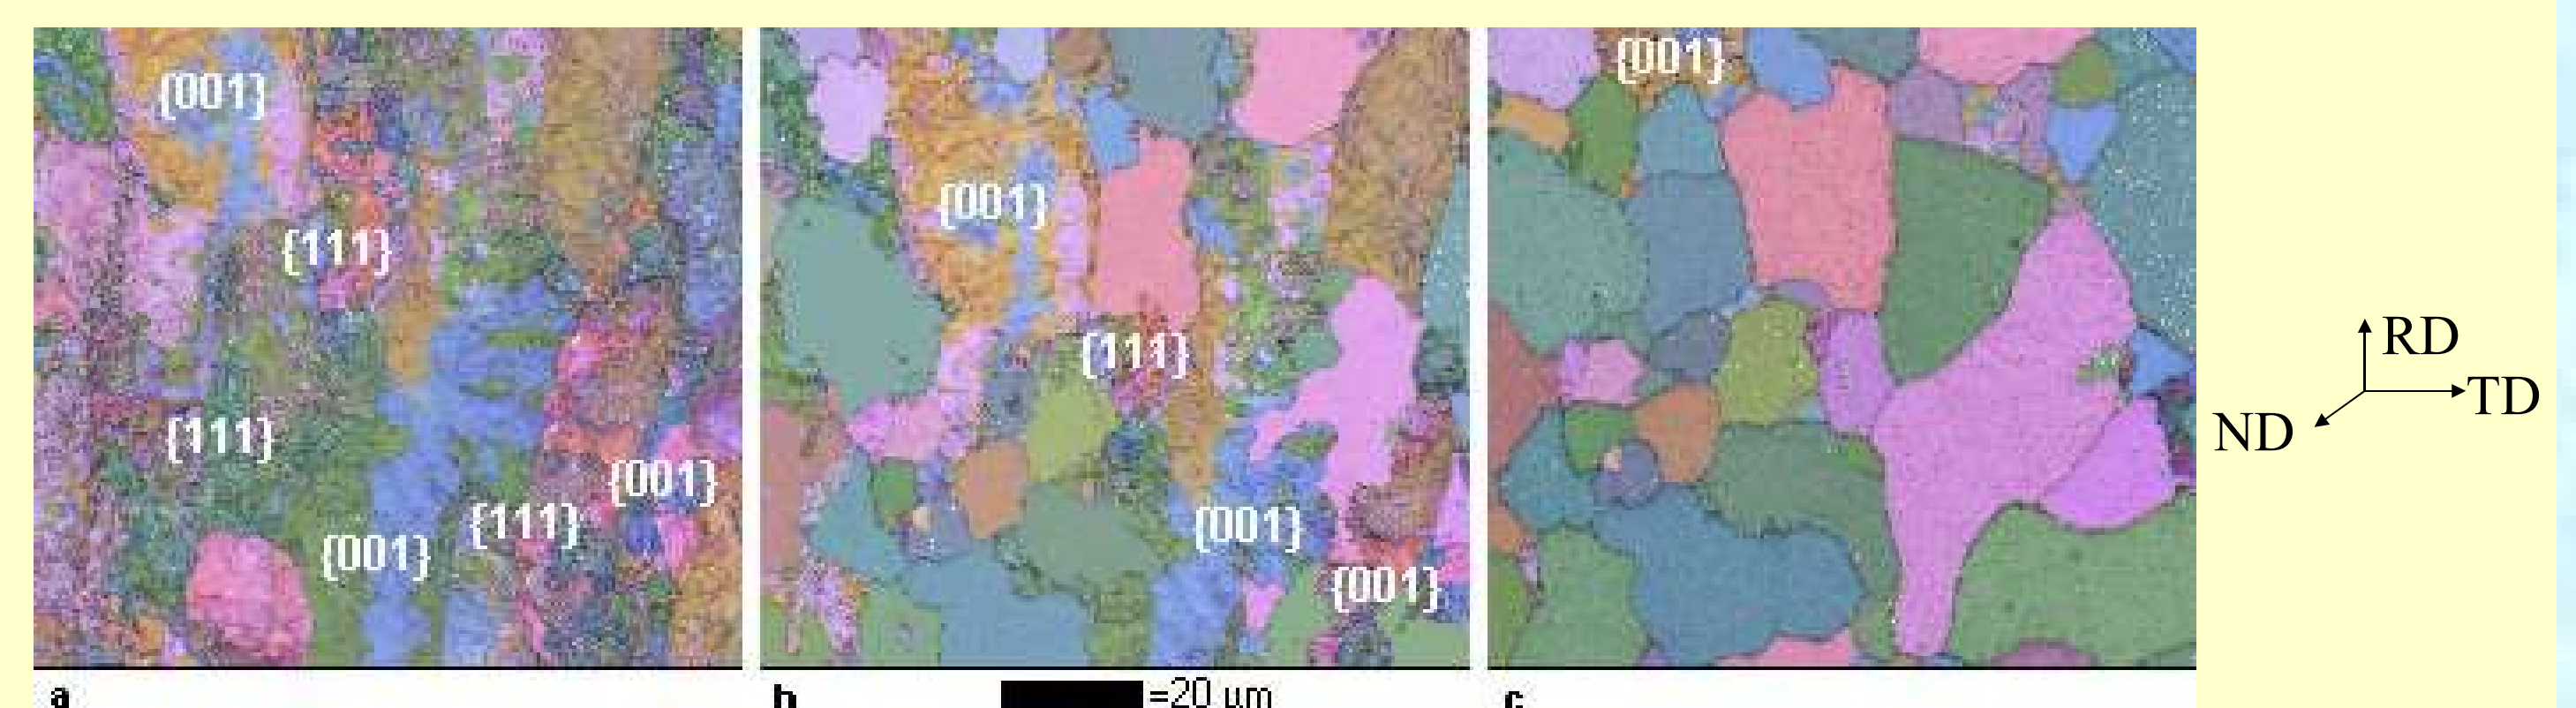 {001}
{111}
{111}
{001}
{111}
{001}
a
{001}
{111}
{001}
{001}
b
=20 µm
{001}
c
RD
TD
ND